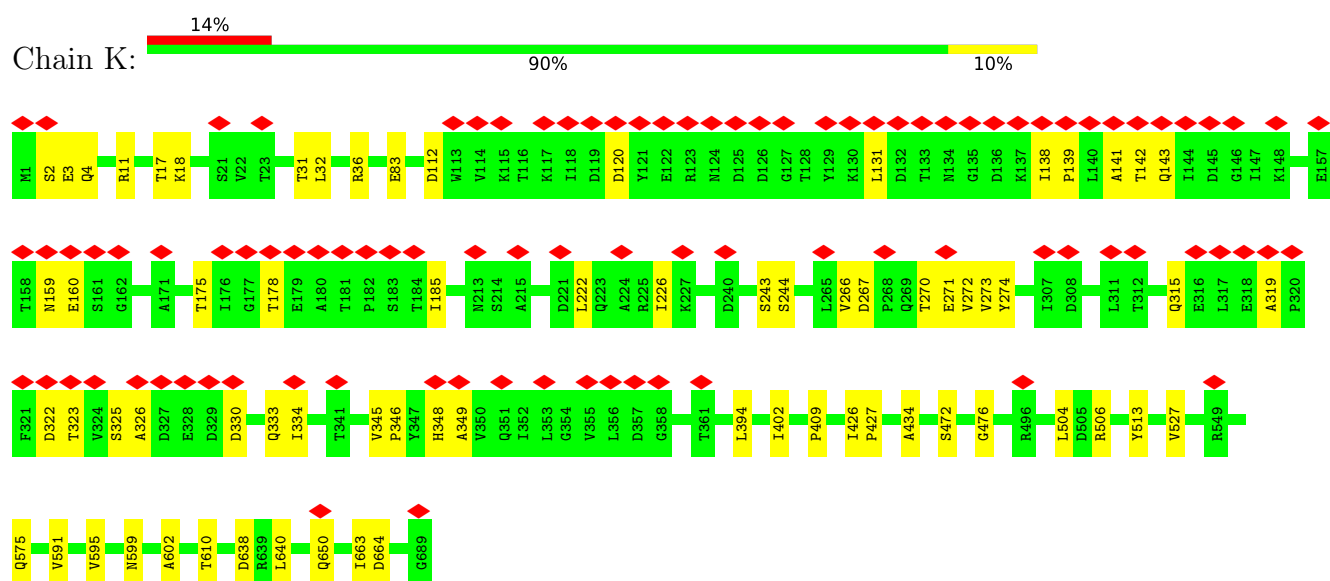 14%
Chain K:
90% 10%
M1 S2 E3 Q4 R11 T17 K18 S21 V22 T23 T31 L32 R36 E83 D112 W113 V114 K115 T116 K117 I118 D119 D120 Y121 E122 R123 N124 D125 D126 G127 T128 Y129 K130 L131 D132 T133 N134 G135 D136 K137 I138 P139 L140 A141 T142 Q143 I144 D145 G146 I147 K148 E157
T158 N159 E160 S161 G162 A171 T175 I176 G177 T178 E179 A180 T181 P182 S183 T184 I185 N213 S214 A215 D221 L222 Q223 A224 R225 I226 K227 D240 S243 S244 L265 V266 D267 P268 Q269 T270 E271 V272 V273 Y274 I307 D308 L311 T312 Q315 E316 L317 E318 A319 P320
F321 D322 T323 V324 S325 A326 D327 E328 D329 D330 Q333 I334 T341 V345 P346 Y347 H348 A349 V350 Q351 I352 L353 G354 V355 L356 D357 G358 T361 L394 I402 P409 I426 P427 A434 S472 G476 R496 L504 D505 R506 Y513 V527 R549
Q575 V591 V595 N599 A602 T610 D638 R639 L640 Q650 I663 D664 G689